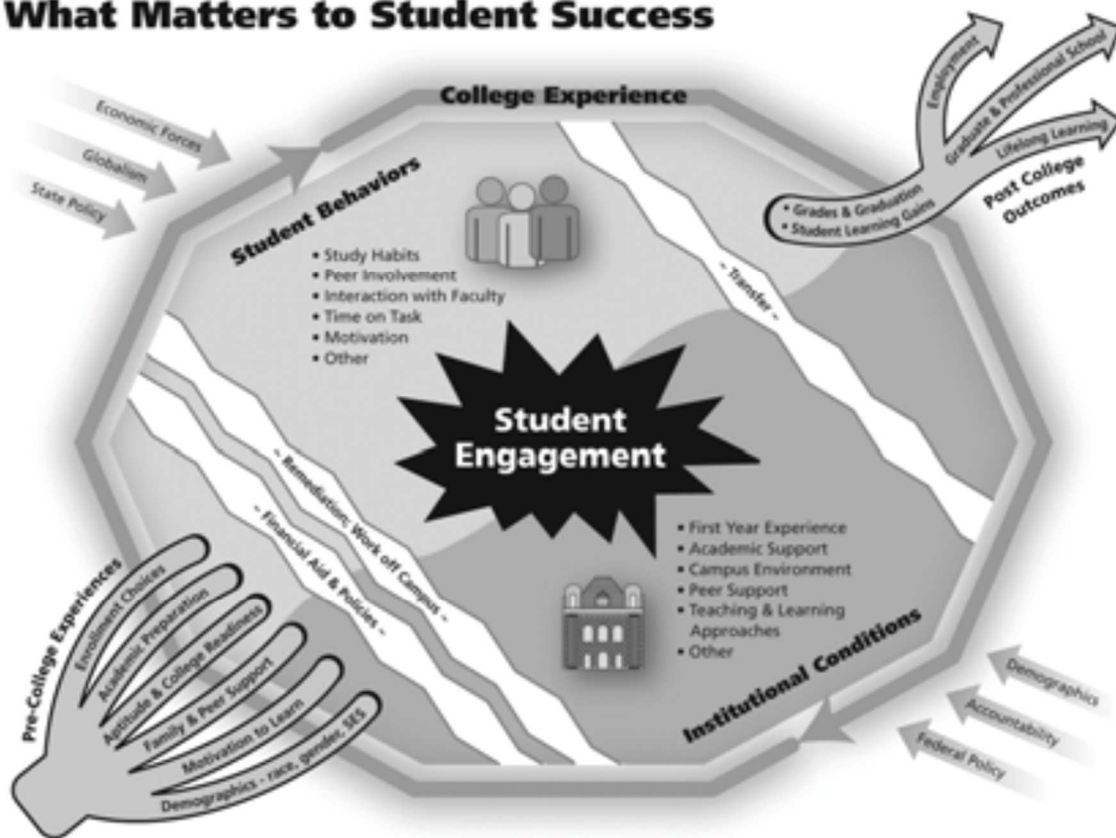 What Matters to Student Success
College Experience
Economic Forces
Globalism
State Policy
Student Behaviors
• Study Habits
• Peer Involvement
• Interaction with Faculty
• Time on Task
• Motivation
• Other
~ Transfer ~
Employment
Graduate & Professional School
Lifelong Learning
• Grades & Graduation
• Student Learning Gains
Post College
Outcomes
Student
Engagement
~ Remediation; Work off Campus ~
~ Financial Aid & Policies ~
• First Year Experience
• Academic Support
• Campus Environment
• Peer Support
• Teaching & Learning
Approaches
• Other
Institutional Conditions
Pre-College Experiences
Enrollment Choices
Academic Preparation
Aptitude & College Readiness
Family & Peer Support
Motivation to Learn
Demographics - race, gender, SES
Demographics
Accountability
Federal Policy